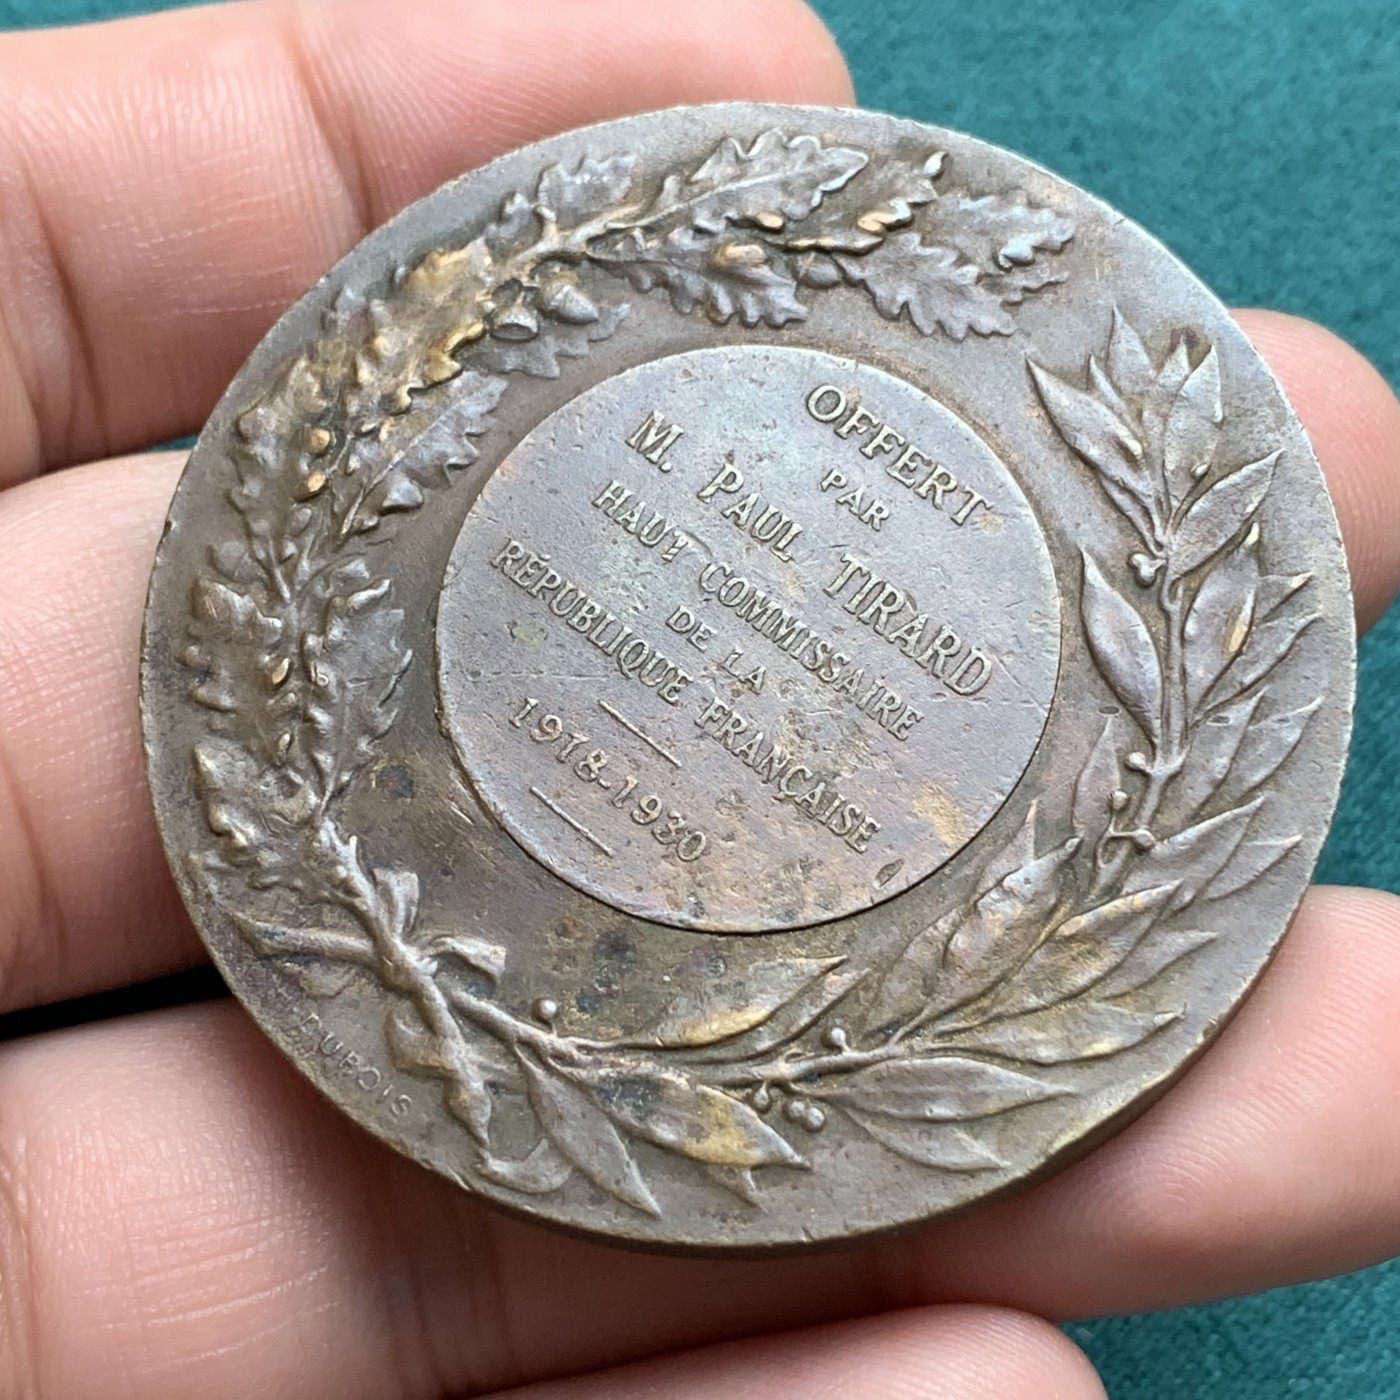 OFFERT
PAR
M. PAUL TIRARD
HAUT COMMISSAIRE
DE LA
RÉPUBLIQUE FRANÇAISE
1918-1930
DUBOIS